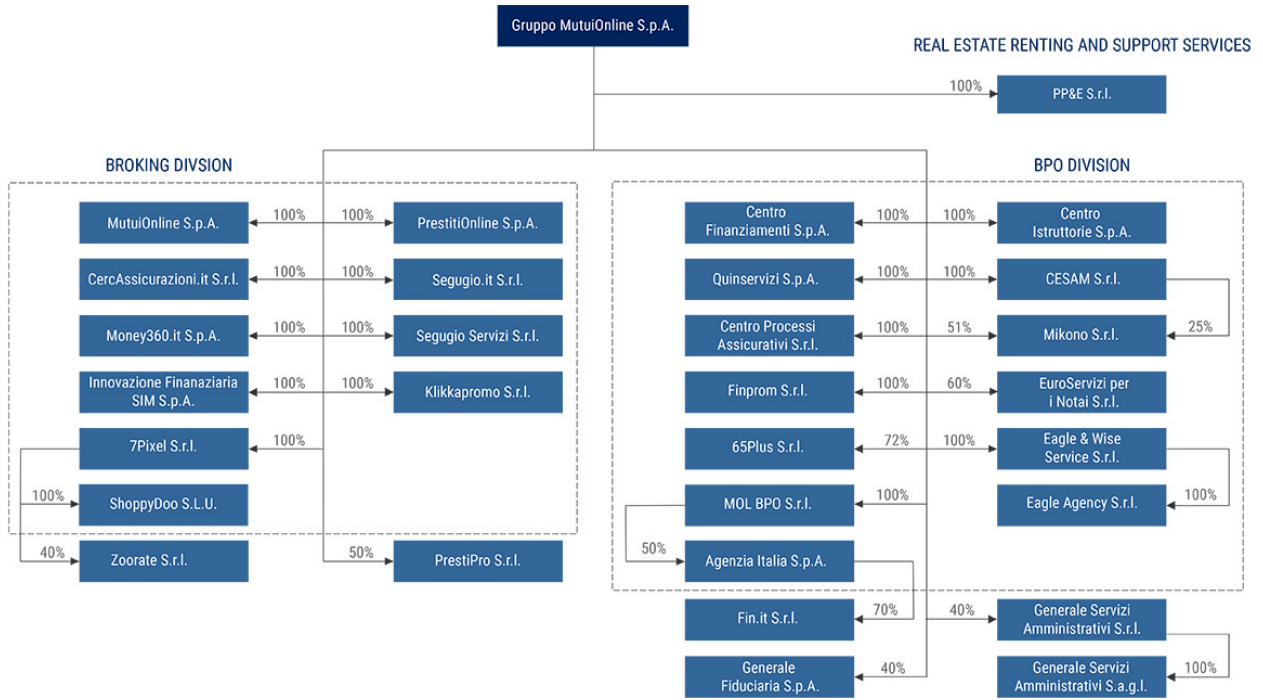 Gruppo MutuiOnline S.p.A.
REAL ESTATE RENTING AND SUPPORT SERVICES
100%
PP&E S.r.l.
BROKING DIVSION
MutuiOnline S.p.A.
100%
100%
PrestitiOnline S.p.A.
CercAssicurazioni.it S.r.l.
100%
100%
Segugio.it S.r.l.
Money360.it S.p.A.
100%
100%
Segugio Servizi S.r.l.
Innovazione Finanaziaria
SIM S.p.A.
100%
100%
Klikkapromo S.r.l.
7Pixel S.r.l.
100%
100%
ShoppyDoo S.L.U.
40%
Zoorate S.r.l.
50%
PrestiPro S.r.l.
BPO DIVISION
Centro
Finanziamenti S.p.A.
100%
100%
Centro
Istruttorie S.p.A.
Quinservizi S.p.A.
100%
100%
CESAM S.r.l.
Centro Processi
Assicurativi S.r.l.
100%
51%
Mikono S.r.l.
25%
Finprom S.r.l.
100%
60%
EuroServizi per
i Notai S.r.l.
65Plus S.r.l.
72%
100%
Eagle & Wise
Service S.r.l.
MOL BPO S.r.l.
100%
Eagle Agency S.r.l.
100%
50%
Agenzia Italia S.p.A.
Fin.it S.r.l.
70%
40%
Generale Servizi
Amministrativi S.r.l.
Generale
Fiduciaria S.p.A.
40%
Generale Servizi
Amministrativi S.a.g.l.
100%